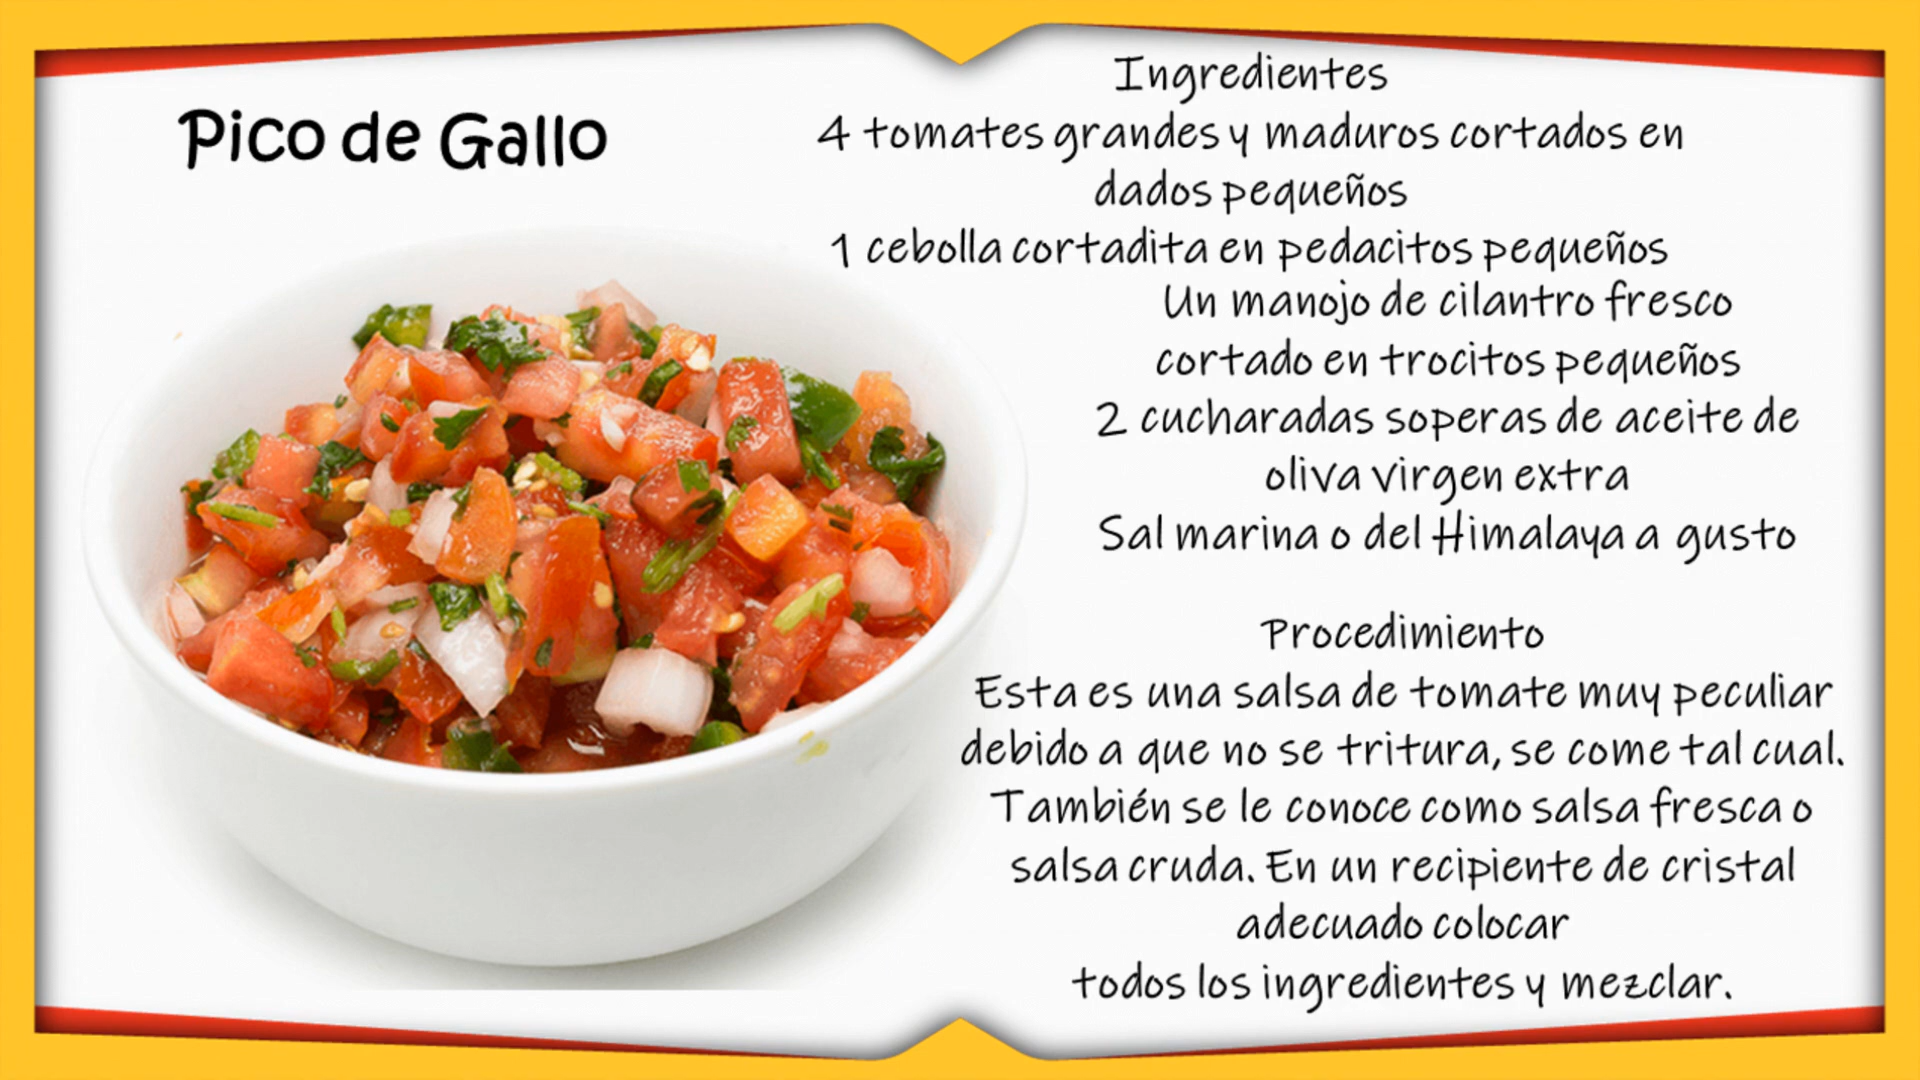 Pico de Gallo
Ingredientes
4 tomates grandes y maduros cortados en
dados pequeños
1 cebolla cortadita en pedacitos pequeños
Un manojo de cilantro fresco
cortado en trocitos pequeños
2 cucharadas soperas de aceite de
oliva virgen extra
Sal marina o del Himalaya a gusto
Procedimiento
Esta es una salsa de tomate muy peculiar
debido a que no se tritura, se come tal cual.
También se le conoce como salsa fresca o
salsa cruda. En un recipiente de cristal
adecuado colocar
todos los ingredientes y mezclar.